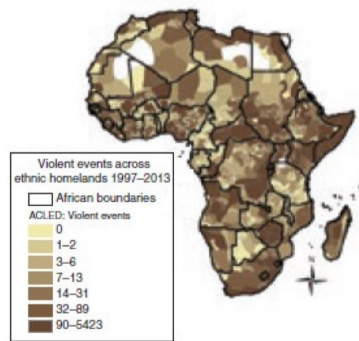 Violent events across
ethnic homelands 1997–2013
African boundaries
ACLED: Violent events
0
1–2
3–6
7–13
14–31
32–89
90–5423